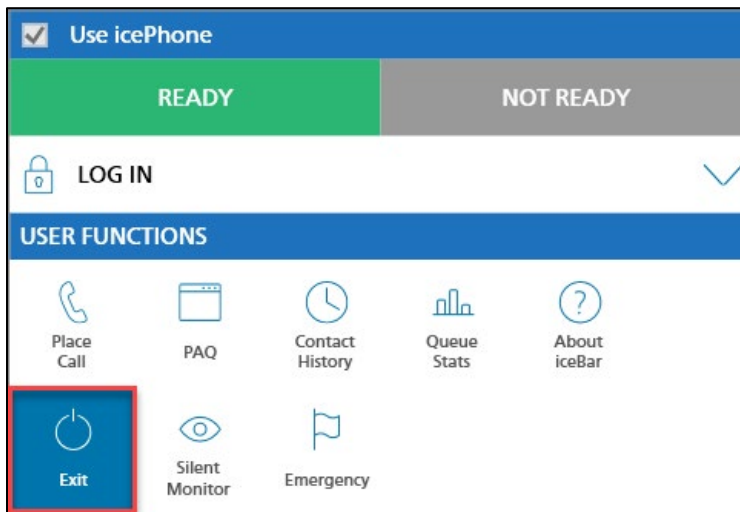 Use icePhone
READY
NOT READY
LOG IN
USER FUNCTIONS
Place
Call
PAQ
Contact
History
Queue
Stats
?
About
iceBar
Exit
Silent
Monitor
Emergency